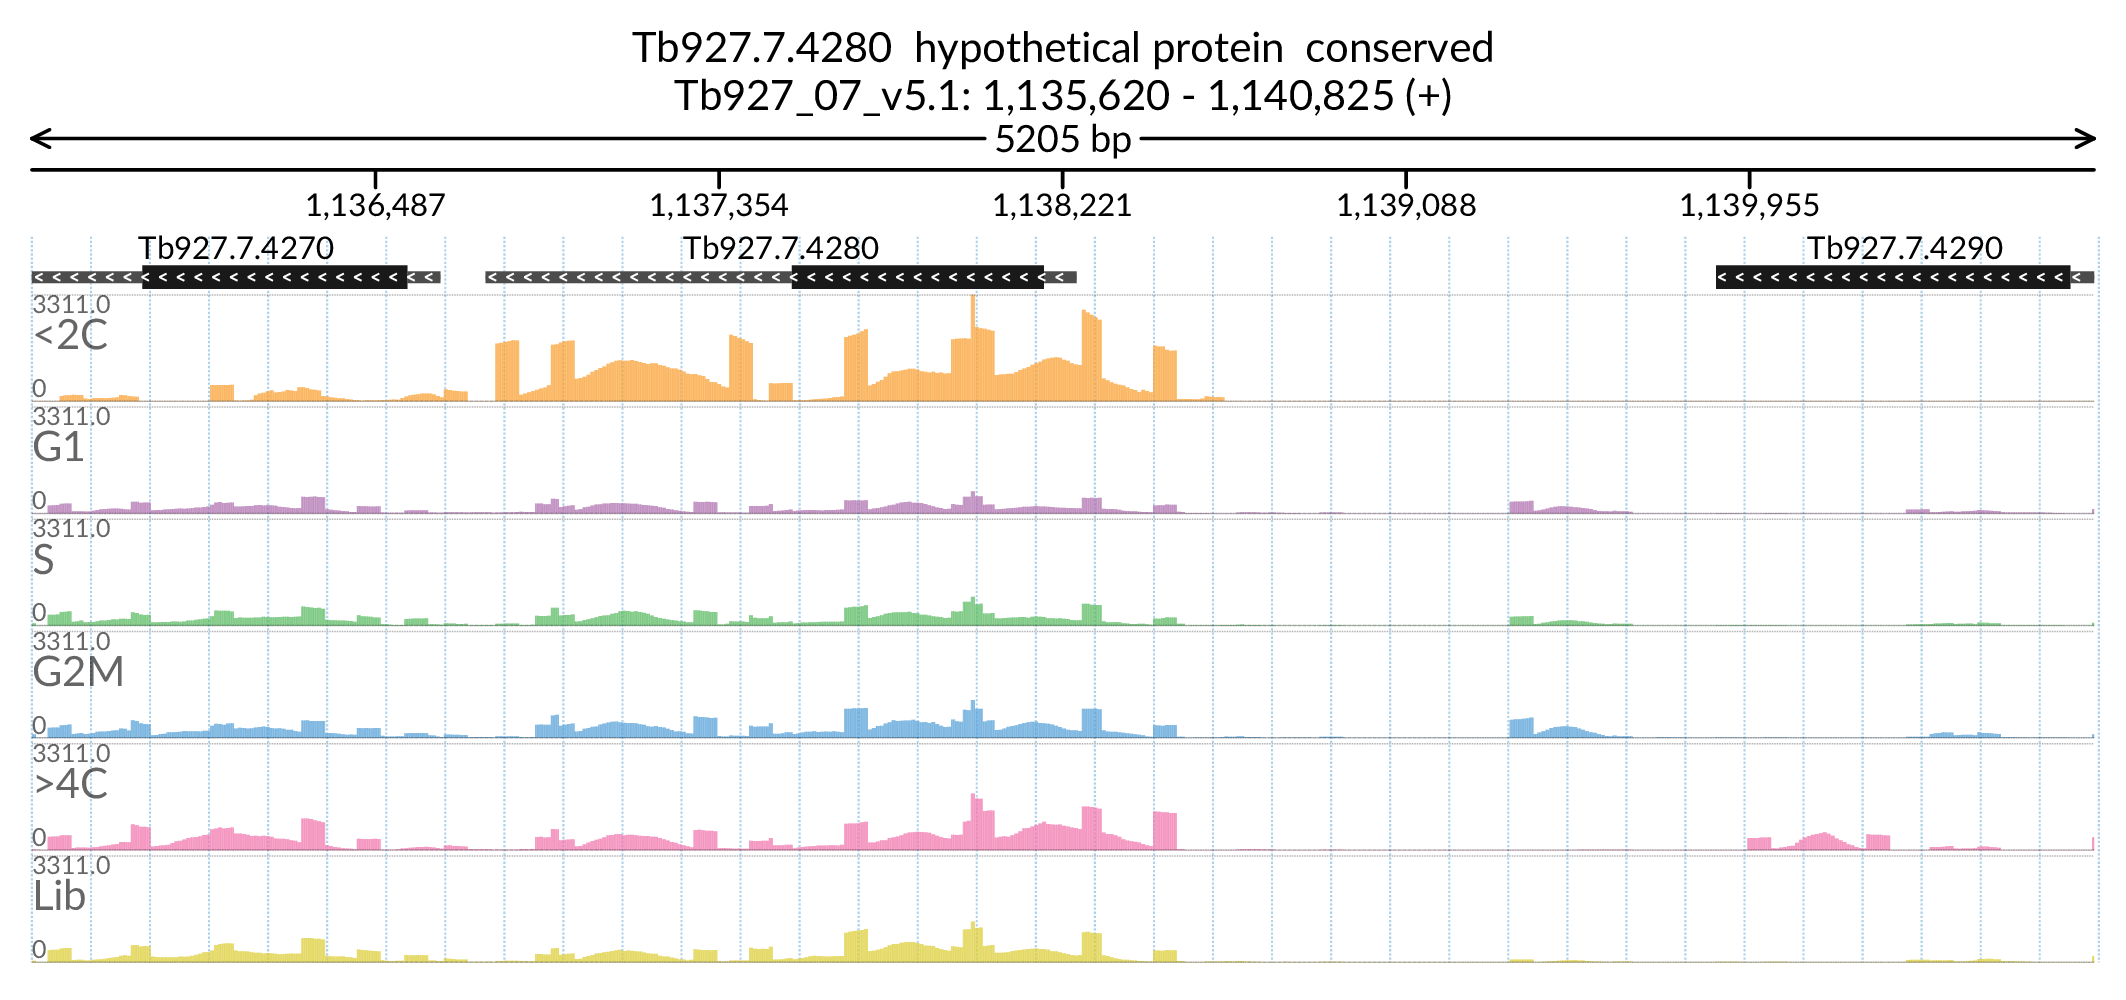 Tb927.7.4280  hypothetical protein  conserved
Tb927_07_v5.1: 1,135,620 - 1,140,825 (+)
5205 bp
1,136,487 1,137,354 1,138,221 1,139,088 1,139,955
Tb927.7.4270 Tb927.7.4280 Tb927.7.4290
3311.0
<2C
0
3311.0
G1
0
3311.0
S
0
3311.0
G2M
0
3311.0
>4C
0
3311.0
Lib
0